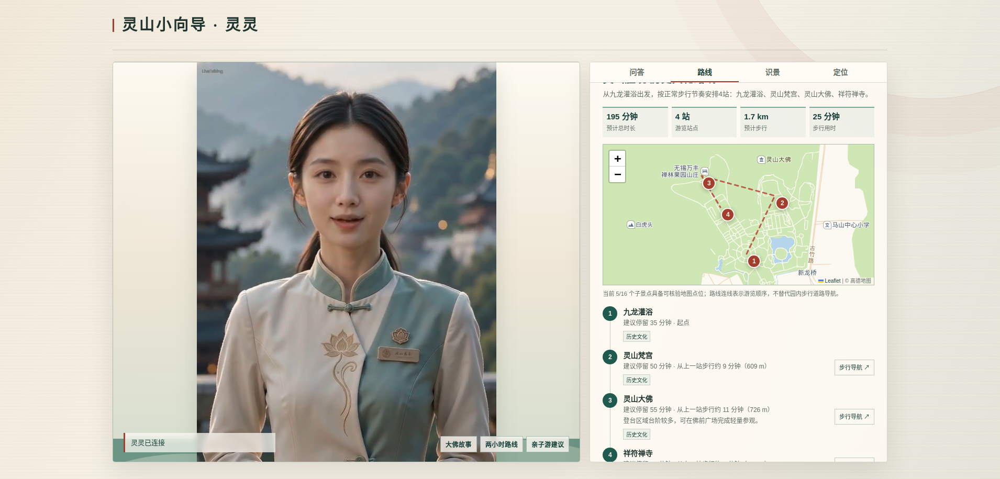 灵山小向导 · 灵灵
LiveTalking
灵灵已连接
大佛故事
两小时路线
亲子游建议
问答
路线
识景
定位
从九龙灌浴出发，按正常步行节奏安排4站：九龙灌浴、灵山梵宫、灵山大佛、祥符禅寺。
195 分钟
预计总时长
4 站
游览站点
1.7 km
预计步行
25 分钟
步行用时
+
−
灵山大佛
无锡万丰
禅林果园山庄
3
2
4
白虎头
文
马山中心小学
古竹路
1
新龙桥
Leaflet | © 高德地图
当前 5/16 个子景点具备可核验地图点位；路线连线表示游览顺序，不替代园内步行道路导航。
1
九龙灌浴
建议停留 35 分钟 · 起点
历史文化
2
灵山梵宫
建议停留 50 分钟 · 从上一站步行约 9 分钟（609 m）
历史文化
步行导航 ↗
3
灵山大佛
建议停留 55 分钟 · 从上一站步行约 11 分钟（726 m）
登台区域台阶较多，可在佛前广场完成轻量参观。
历史文化
步行导航 ↗
4
祥符禅寺